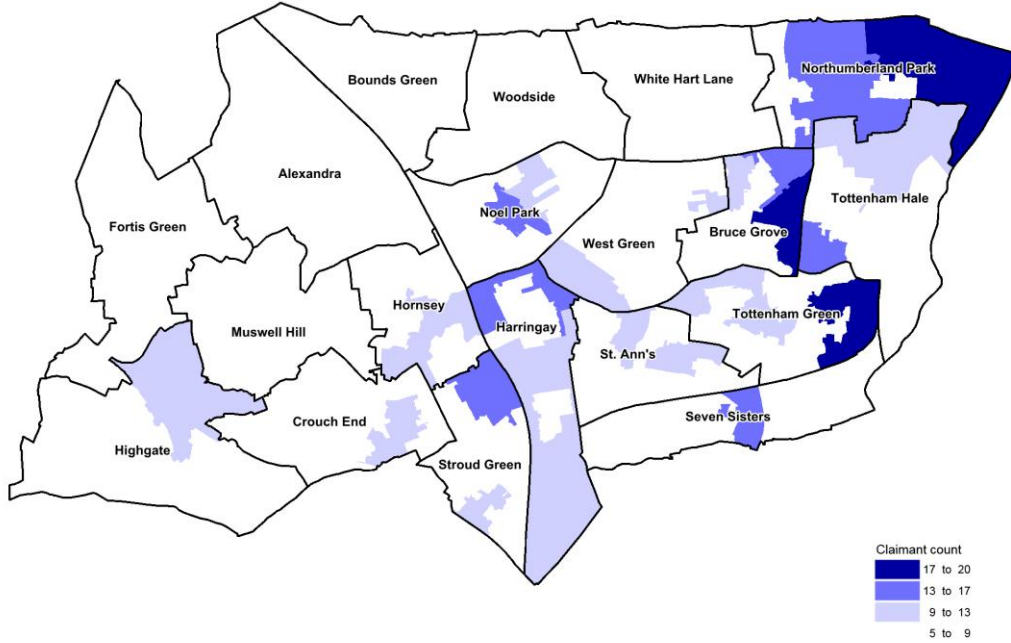 Bounds Green
Woodside
White Hart Lane
Northumberland Park
Alexandra
Fortis Green
Noel Park
West Green
Bruce Grove
Tottenham Hale
Muswell Hill
Hornsey
Harringay
St. Ann's
Tottenham Green
Highgate
Crouch End
Stroud Green
Seven Sisters
Claimant count
17 to 20
13 to 17
9 to 13
5 to 9